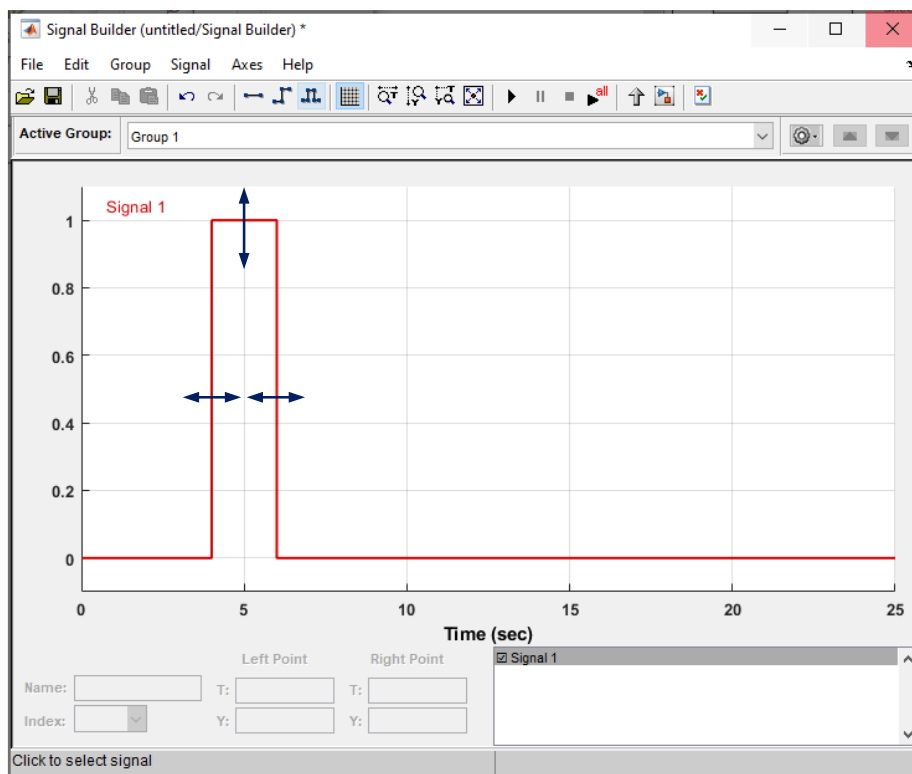 Signal Builder (untitled/Signal Builder) *
File Edit Group Signal Axes Help
all
Active Group: Group 1
Signal 1
1
0.8
0.6
0.4
0.2
0
0 5 10 15 20 25
Time (sec)
Left Point Right Point
Signal 1
Name: T: T:
Index: Y: Y:
Click to select signal